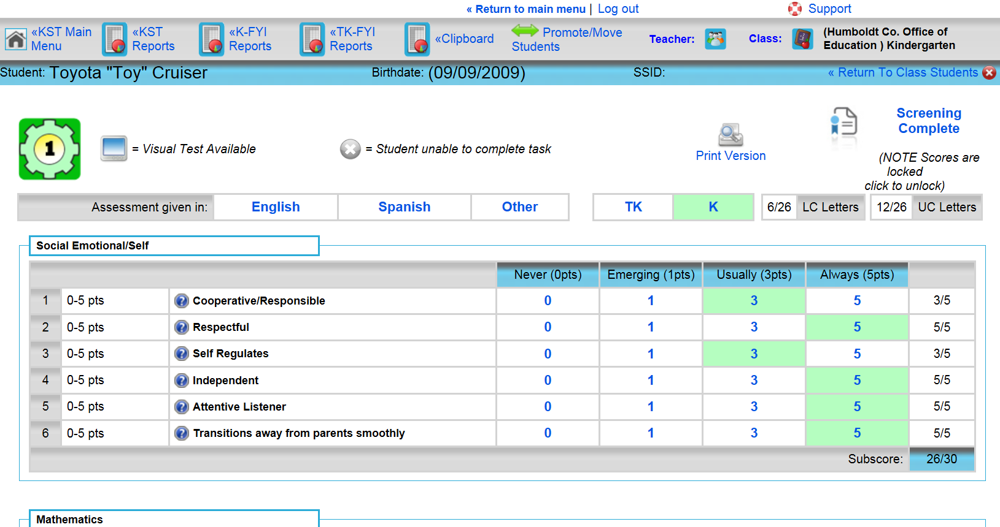 « Return to main menu | Log out
Support
«KST Main
Menu
«KST
Reports
«K-FYI
Reports
«TK-FYI
Reports
«Clipboard
Promote/Move
Students
Teacher:
Class:
(Humboldt Co. Office of
Education ) Kindergarten
Student: Toyota "Toy" Cruiser
Birthdate: (09/09/2009)
SSID:
« Return To Class Students
1
= Visual Test Available
= Student unable to complete task
Print Version
Screening
Complete
(NOTE Scores are
locked
click to unlock)
Assessment given in: English Spanish Other
TK K
6/26 LC Letters
12/26 UC Letters
Social Emotional/Self
Never (0pts) Emerging (1pts) Usually (3pts) Always (5pts)
1 0-5 pts ? Cooperative/Responsible 0 1 3 5 3/5
2 0-5 pts ? Respectful 0 1 3 5 5/5
3 0-5 pts ? Self Regulates 0 1 3 5 3/5
4 0-5 pts ? Independent 0 1 3 5 5/5
5 0-5 pts ? Attentive Listener 0 1 3 5 5/5
6 0-5 pts ? Transitions away from parents smoothly 0 1 3 5 5/5
Subscore: 26/30
Mathematics